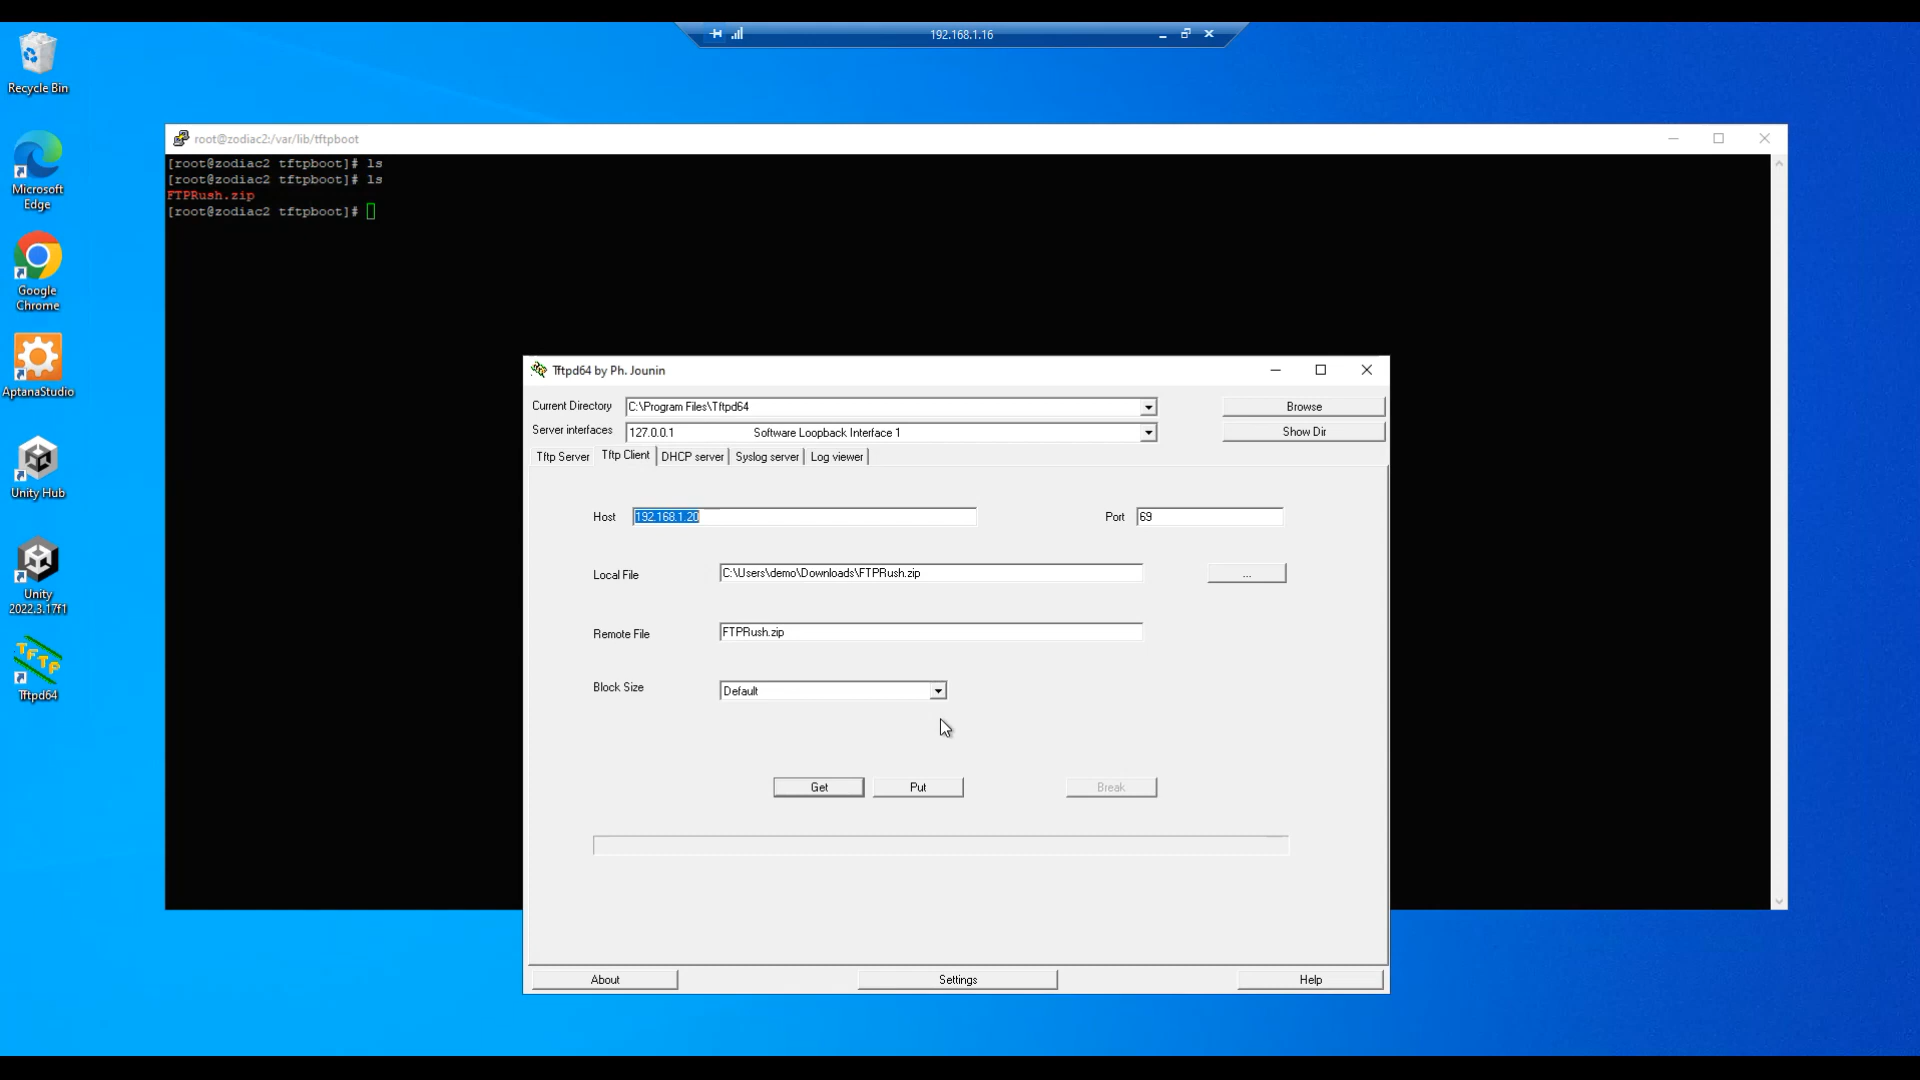 192.168.1.16
Recycle Bin
Microsoft
Edge
Google
Chrome
AptanaStudio
Unity Hub
Unity
2022.3.17f1
TFTP
Tftpd64
root@zodiac2:/var/lib/tftpboot
[root@zodiac2 tftpboot]# ls
[root@zodiac2 tftpboot]# ls
FTPRush.zip
[root@zodiac2 tftpboot]#
Tftpd64 by Ph. Jounin
Current Directory C:\Program Files\Tftpd64 Browse
Server interfaces 127.0.0.1 Software Loopback Interface 1 Show Dir
Tftp Server Tftp Client DHCP server Syslog server Log viewer
Host 192.168.1.20 Port 69
Local File C:\Users\demo\Downloads\FTPRush.zip ...
Remote File FTPRush.zip
Block Size Default
Get Put Break
About Settings Help